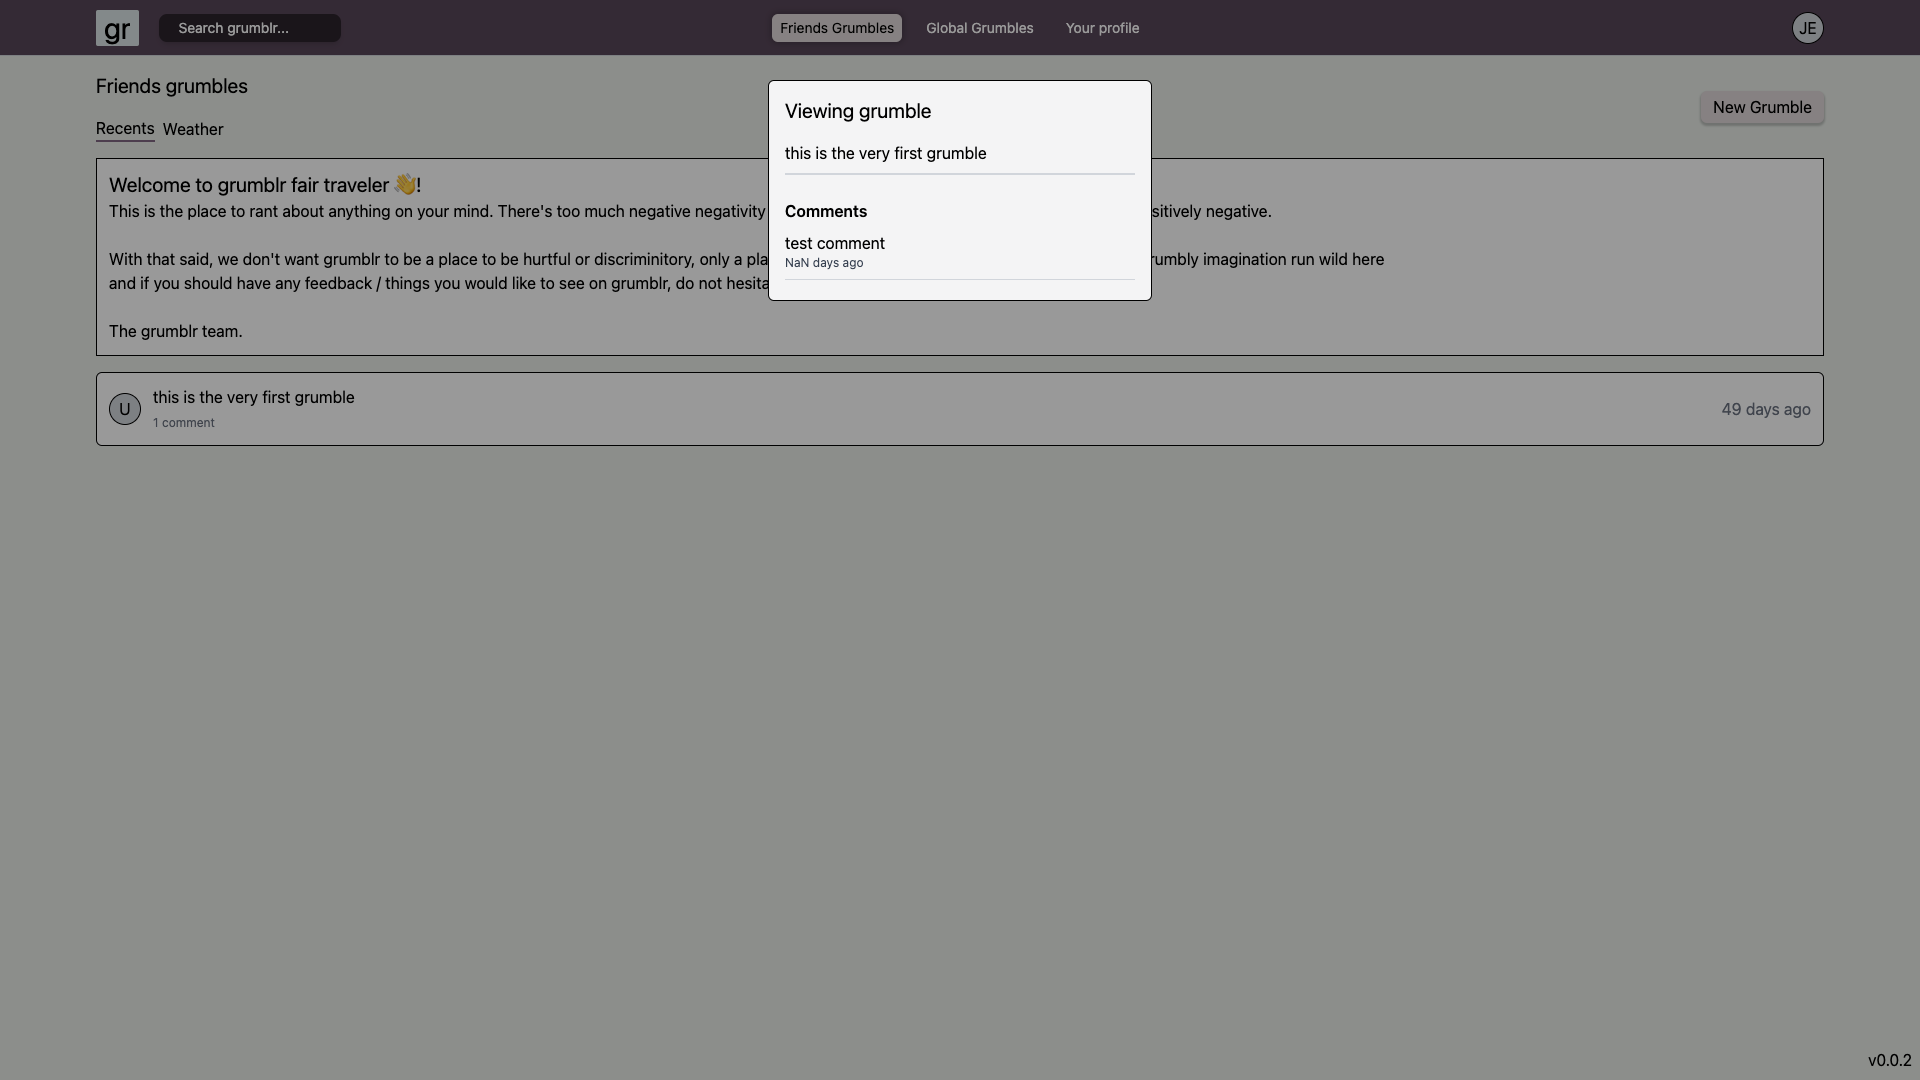 gr
Search grumblr...
Friends Grumbles
Global Grumbles
Your profile
JE
Friends grumbles
New Grumble
Recents Weather
Viewing grumble
this is the very first grumble
Comments
test comment
NaN days ago
Welcome to grumblr fair traveler 👋!
This is the place to rant about anything on your mind. There's too much negative negativity sitively negative.
With that said, we don't want grumblr to be a place to be hurtful or discriminitory, only a pla rumbly imagination run wild here
and if you should have any feedback / things you would like to see on grumblr, do not hesita
The grumblr team.
U
this is the very first grumble
1 comment
49 days ago
v0.0.2